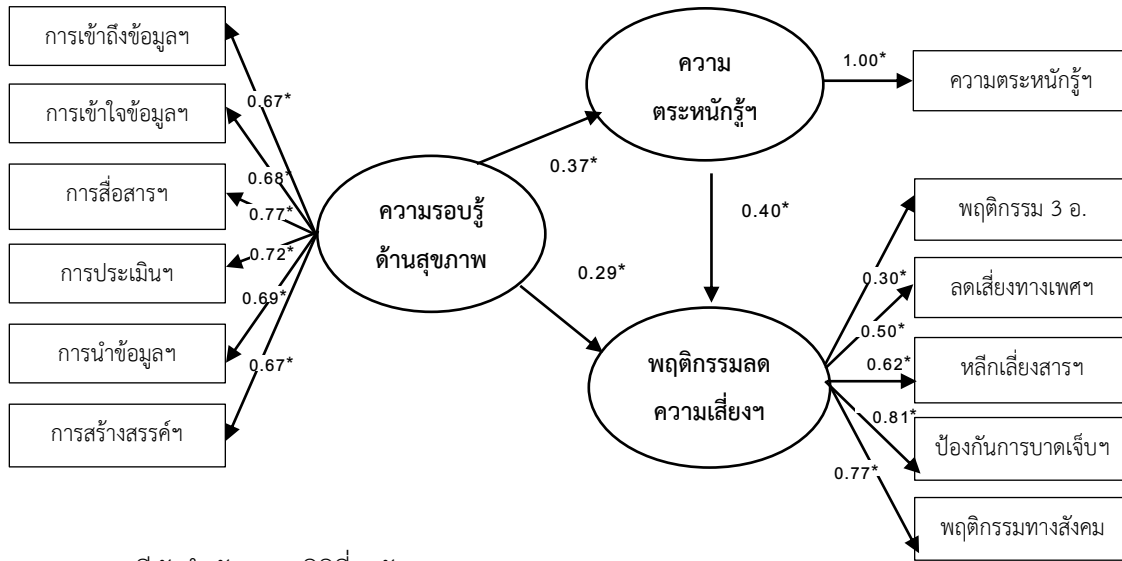 การเข้าถึงข้อมูลฯ
การเข้าใจข้อมูลฯ
การสื่อสารฯ
การประเมินฯ
การนำข้อมูลฯ
การสร้างสรรค์ฯ
0.67*
0.68*
0.77*
0.72*
0.69*
0.67*
ความรอบรู้
ด้านสุขภาพ
0.37*
0.29*
ความ
ตระหนักรู้ฯ
1.00*
ความตระหนักรู้ฯ
0.40*
พฤติกรรมลด
ความเสี่ยงฯ
0.30*
0.50*
0.62*
0.81*
0.77*
พฤติกรรม 3 อ.
ลดเสี่ยงทางเพศฯ
หลีกเลี่ยงสารฯ
ป้องกันการบาดเจ็บฯ
พฤติกรรมทางสังคม